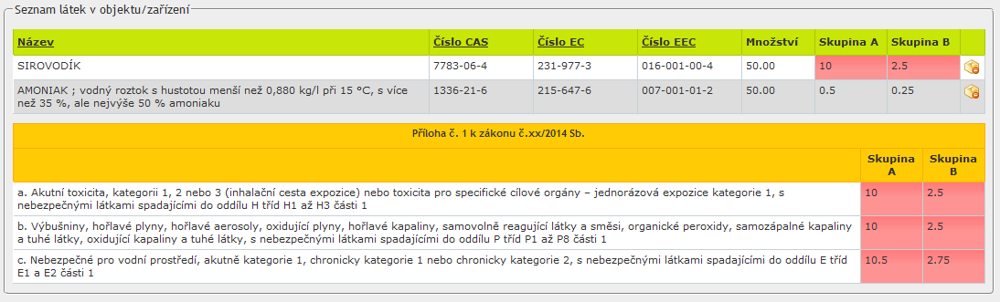 Seznam látek v objektu/zařízení
Název Číslo CAS Číslo EC Číslo EEC Množství Skupina A Skupina B
SIROVODÍK 7783-06-4 231-977-3 016-001-00-4 50.00 10 2.5
AMONIAK ; vodný roztok s hustotou menší než 0,880 kg/l při 15 °C, s více 1336-21-6 215-647-6 007-001-01-2 50.00 0.5 0.25
než 35 %, ale nejvýše 50 % amoniaku
Příloha č. 1 k zákonu č.xx/2014 Sb.
Skupina Skupina
A B
a. Akutní toxicita, kategorii 1, 2 nebo 3 (inhalační cesta expozice) nebo toxicita pro specifické cílové orgány – jednorázová expozice kategorie 1, s 10 2.5
nebezpečnými látkami spadajícími do oddílu H tříd H1 až H3 části 1
b. Výbušniny, hořlavé plyny, hořlavé aerosoly, oxidující plyny, hořlavé kapaliny, samovolně reagující látky a směsi, organické peroxidy, samozápalné kapaliny 10 2.5
a tuhé látky, oxidující kapaliny a tuhé látky, s nebezpečnými látkami spadajícími do oddílu P tříd P1 až P8 části 1
c. Nebezpečné pro vodní prostředí, akutně kategorie 1, chronicky kategorie 1 nebo chronicky kategorie 2, s nebezpečnými látkami spadajícími do oddílu E tříd 10.5 2.75
E1 a E2 části 1